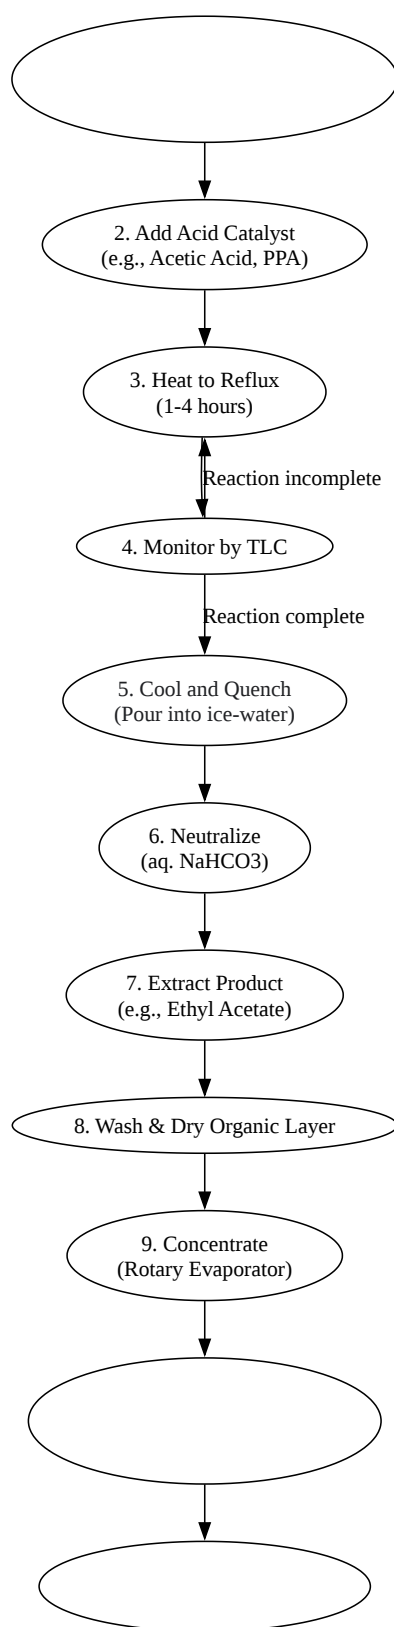 2. Add Acid Catalyst
(e.g., Acetic Acid, PPA)
3. Heat to Reflux
(1-4 hours)
Reaction incomplete
4. Monitor by TLC
Reaction complete
5. Cool and Quench
(Pour into ice-water)
6. Neutralize
(aq. NaHCO3)
7. Extract Product
(e.g., Ethyl Acetate)
8. Wash & Dry Organic Layer
9. Concentrate
(Rotary Evaporator)